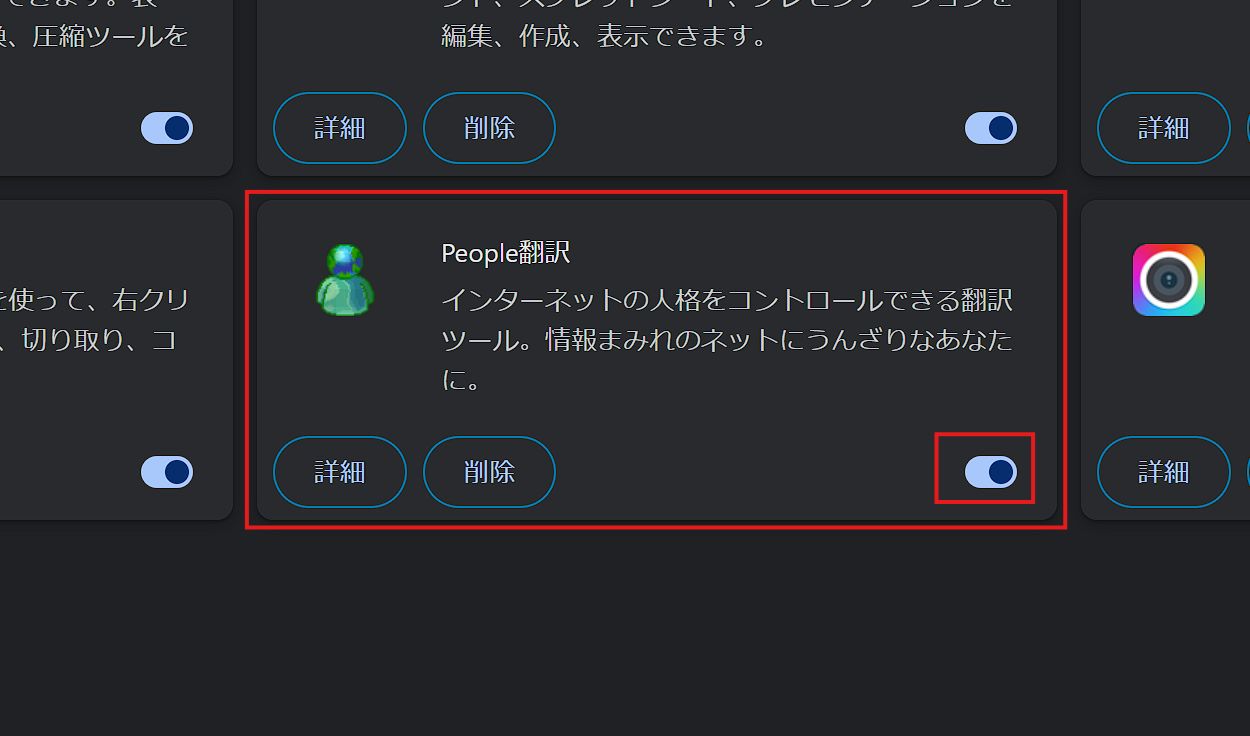 換、圧縮ツールを
編集、作成、表示できます。
詳細
削除
詳細
を使って、右クリ
、切り取り、コ
People翻訳
インターネットの人格をコントロールできる翻訳
ツール。情報まみれのネットにうんざりなあなた
に。
詳細
削除
詳細